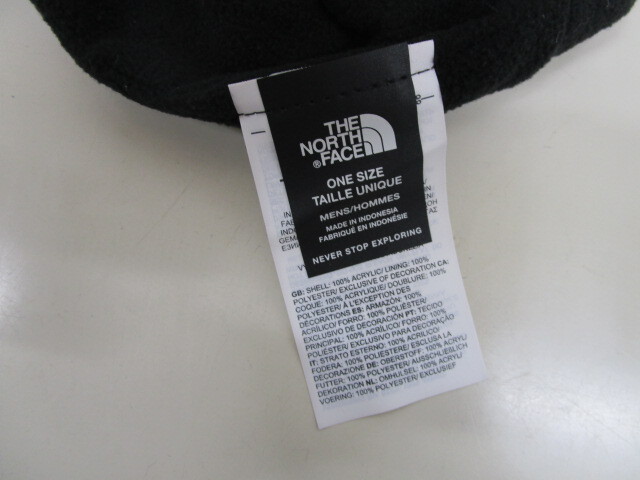 THE
NORTH
FACE®
ONE SIZE
TAILLE UNIQUE
MENS/HOMMES
MADE IN INDONESIA
FABRIQUÉ EN INDONÉSIE
NEVER STOP EXPLORING
GB: SHELL: 100% ACRYLIC/ LINING: 100%
POLYESTER/ EXCLUSIVE OF DECORATION CA:
COQUE: 100% ACRYLIQUE/ DOUBLURE: 100%
POLYESTER/ À L'EXCEPTION DES
DÉCORATIONS ES: ARMAZÓN: 100%
ACRÍLICO/ FORRO: 100% POLIÉSTER/
EXCLUSIVO DE DECORACIÓN PT: TECIDO
PRINCIPAL: 100% ACRÍLICO/ FORRO: 100%
POLIÉSTER/ EXCLUSIVO PARA DECORAÇÃO
IT: STRATO ESTERNO: 100% ACRILICO/
FODERA: 100% POLIESTERE/ ESCLUSA LA
DECORAZIONE DE: OBERSTOFF: 100% ACRYL/
FUTTER: 100% POLYESTER/ AUSSCHLIEßLICH
DEKORATION NL: OMHULSEL: 100% ACRYL/
VOERING: 100% POLYESTER/ EXCLUSIEF